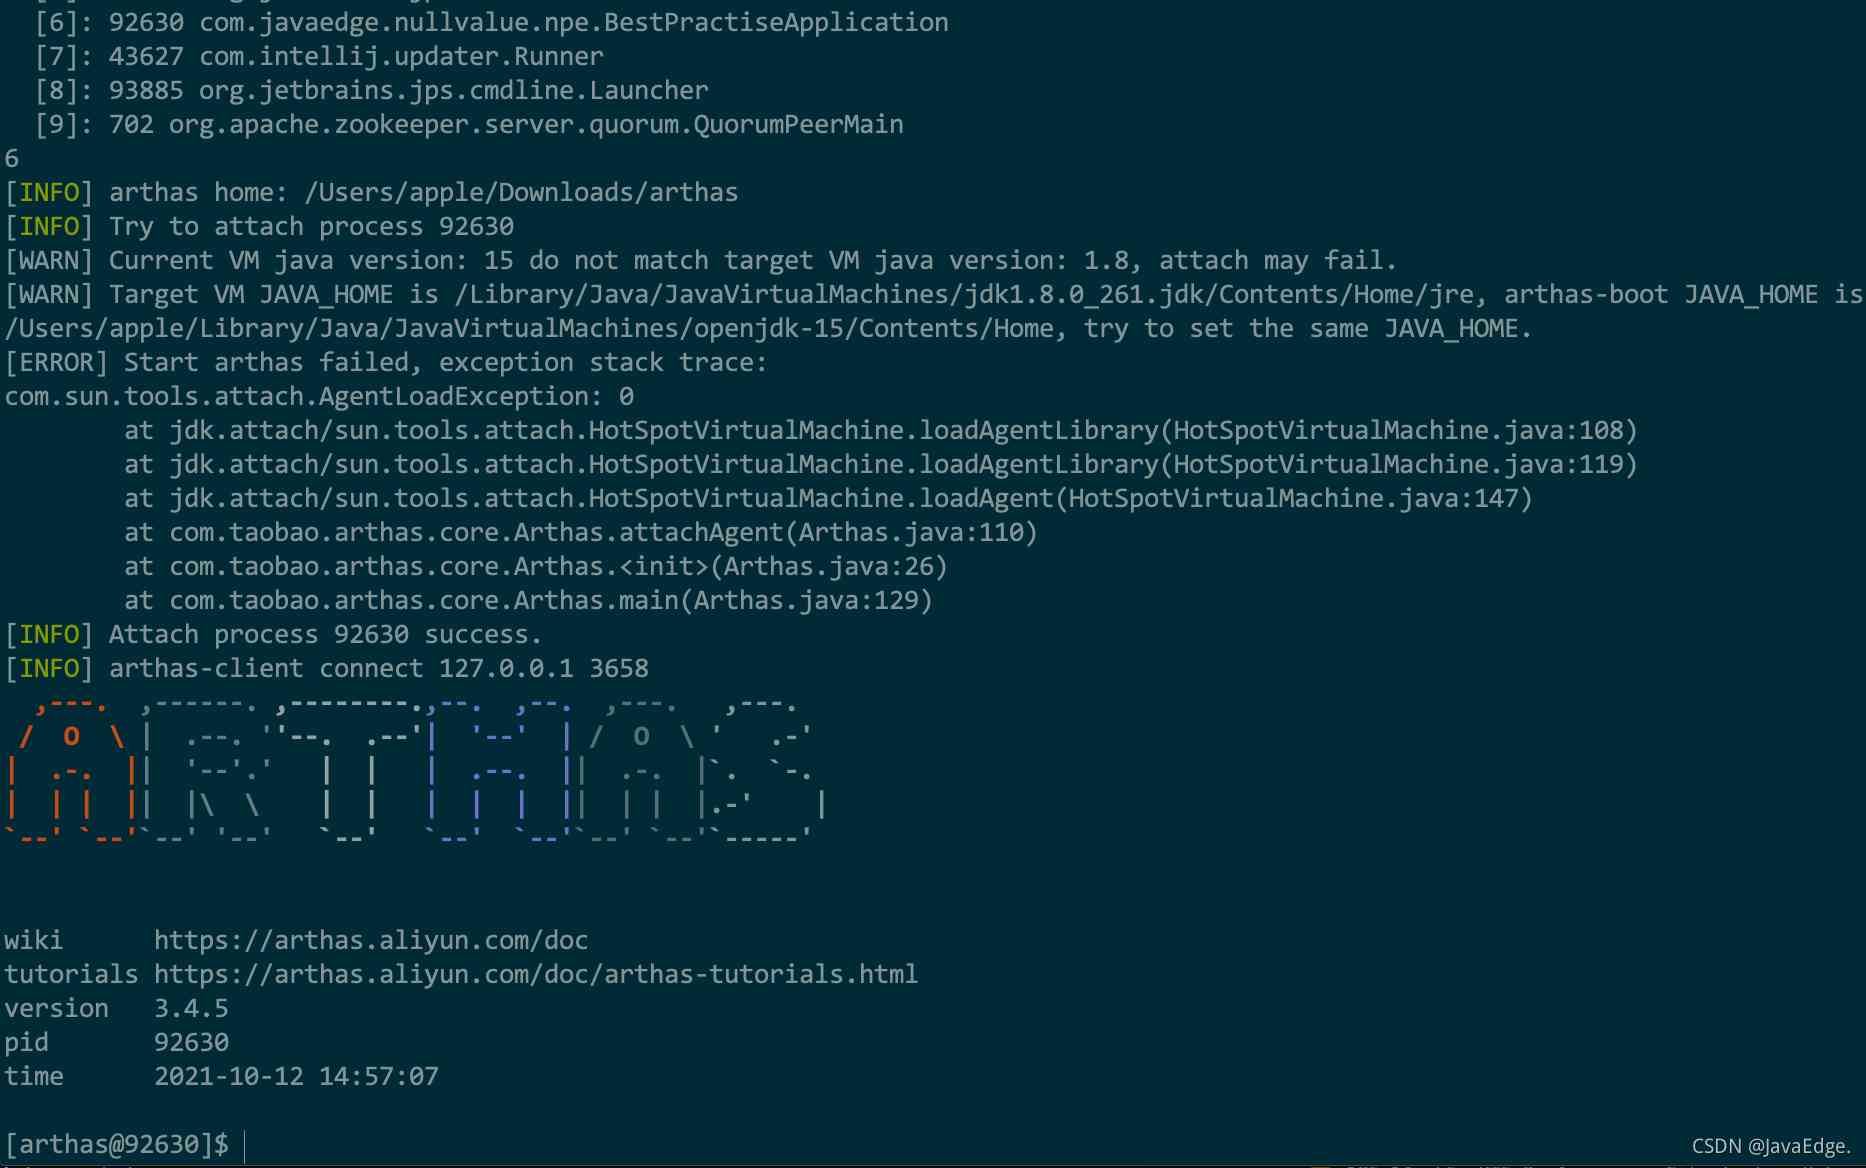 [6]: 92630 com.javaedge.nullvalue.npe.BestPractiseApplication
[7]: 43627 com.intellij.updater.Runner
[8]: 93885 org.jetbrains.jps.cmdline.Launcher
[9]: 702 org.apache.zookeeper.server.quorum.QuorumPeerMain
6
[INFO] arthas home: /Users/apple/Downloads/arthas
[INFO] Try to attach process 92630
[WARN] Current VM java version: 15 do not match target VM java version: 1.8, attach may fail.
[WARN] Target VM JAVA_HOME is /Library/Java/JavaVirtualMachines/jdk1.8.0_261.jdk/Contents/Home/jre, arthas-boot JAVA_HOME is
/Users/apple/Library/Java/JavaVirtualMachines/openjdk-15/Contents/Home, try to set the same JAVA_HOME.
[ERROR] Start arthas failed, exception stack trace:
com.sun.tools.attach.AgentLoadException: 0
at jdk.attach/sun.tools.attach.HotSpotVirtualMachine.loadAgentLibrary(HotSpotVirtualMachine.java:108)
at jdk.attach/sun.tools.attach.HotSpotVirtualMachine.loadAgentLibrary(HotSpotVirtualMachine.java:119)
at jdk.attach/sun.tools.attach.HotSpotVirtualMachine.loadAgent(HotSpotVirtualMachine.java:147)
at com.taobao.arthas.core.Arthas.attachAgent(Arthas.java:110)
at com.taobao.arthas.core.Arthas.<init>(Arthas.java:26)
at com.taobao.arthas.core.Arthas.main(Arthas.java:129)
[INFO] Attach process 92630 success.
[INFO] arthas-client connect 127.0.0.1 3658
ARTHAS
wiki https://arthas.aliyun.com/doc
tutorials https://arthas.aliyun.com/doc/arthas-tutorials.html
version 3.4.5
pid 92630
time 2021-10-12 14:57:07
[arthas@92630]$
CSDN @JavaEdge.